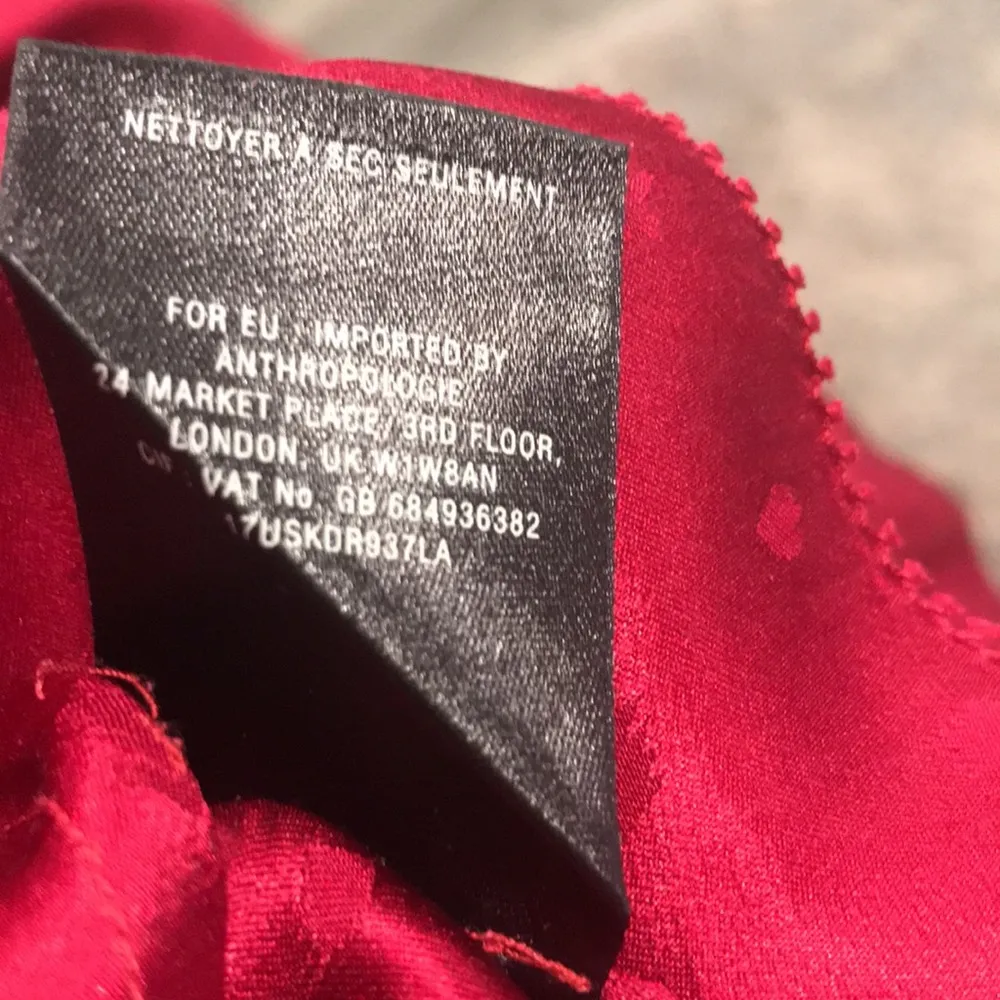 NETTOYER A SEC SEULEMENT
FOR EU - IMPORTED BY
ANTHROPOLOGIE
24 MARKET PLACE, 3RD FLOOR,
LONDON, UK W1W8AN
VAT No. GB 684936382
17USKDR937LA